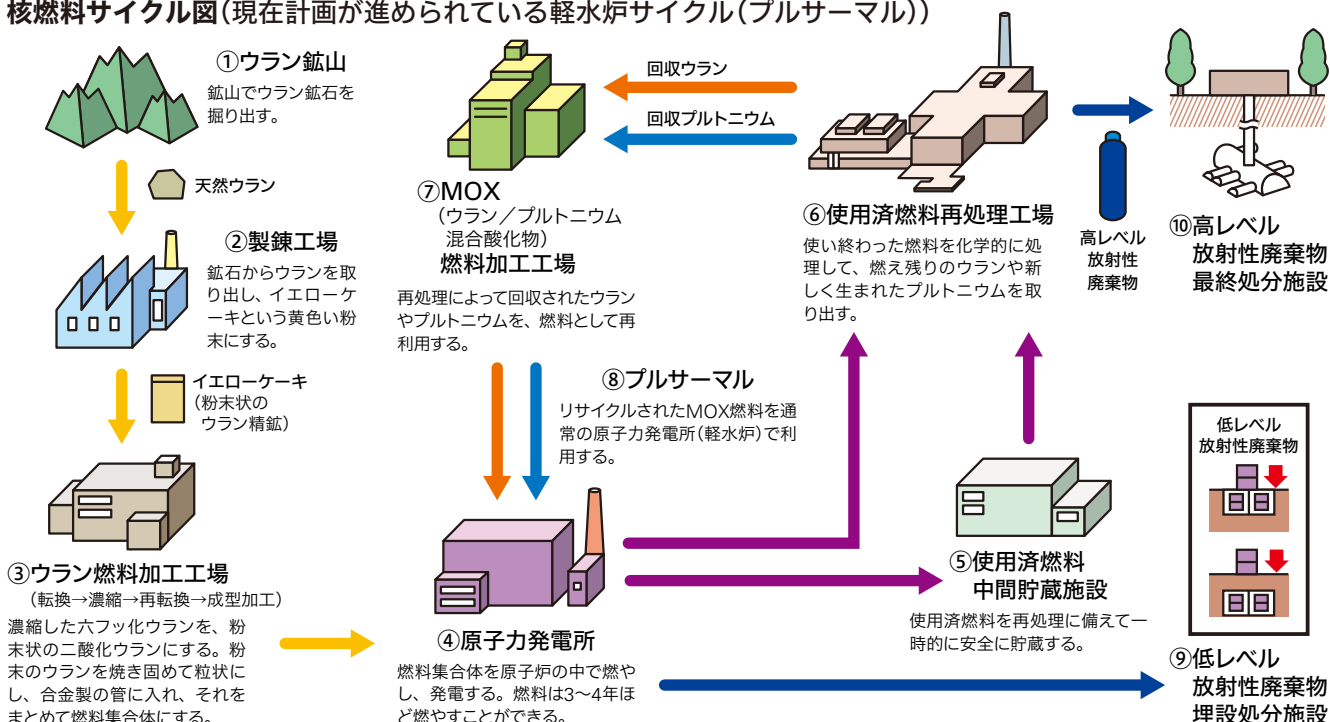 核燃料サイクル図(現在計画が進められている軽水炉サイクル(プルサーマル))
①ウラン鉱山
鉱山でウラン鉱石を
掘り出す。
天然ウラン
②製錬工場
鉱石からウランを取
り出し、イエローケ
ーキという黄色い粉
末にする。
イエローケーキ
(粉末状の
ウラン精鉱)
③ウラン燃料加工工場
(転換→濃縮→再転換→成型加工)
濃縮した六フッ化ウランを、粉
末状の二酸化ウランにする。粉
末のウランを焼き固めて粒状に
し、合金製の管に入れ、それを
まとめて燃料集合体にする。
④原子力発電所
燃料集合体を原子炉の中で燃や
し、発電する。燃料は3〜4年ほ
ど燃やすことができる。
⑤使用済燃料
中間貯蔵施設
使用済燃料を再処理に備えて一
時的に安全に貯蔵する。
⑥使用済燃料再処理工場
使い終わった燃料を化学的に処
理して、燃え残りのウランや新
しく生まれたプルトニウムを取
り出す。
回収ウラン
回収プルトニウム
⑦MOX
(ウラン/プルトニウム
混合酸化物)
燃料加工工場
再処理によって回収されたウラン
やプルトニウムを、燃料として再
利用する。
⑧プルサーマル
リサイクルされたMOX燃料を通
常の原子力発電所(軽水炉)で利
用する。
低レベル
放射性廃棄物
⑨低レベル
放射性廃棄物
埋設処分施設
高レベル
放射性
廃棄物
⑩高レベル
放射性廃棄物
最終処分施設